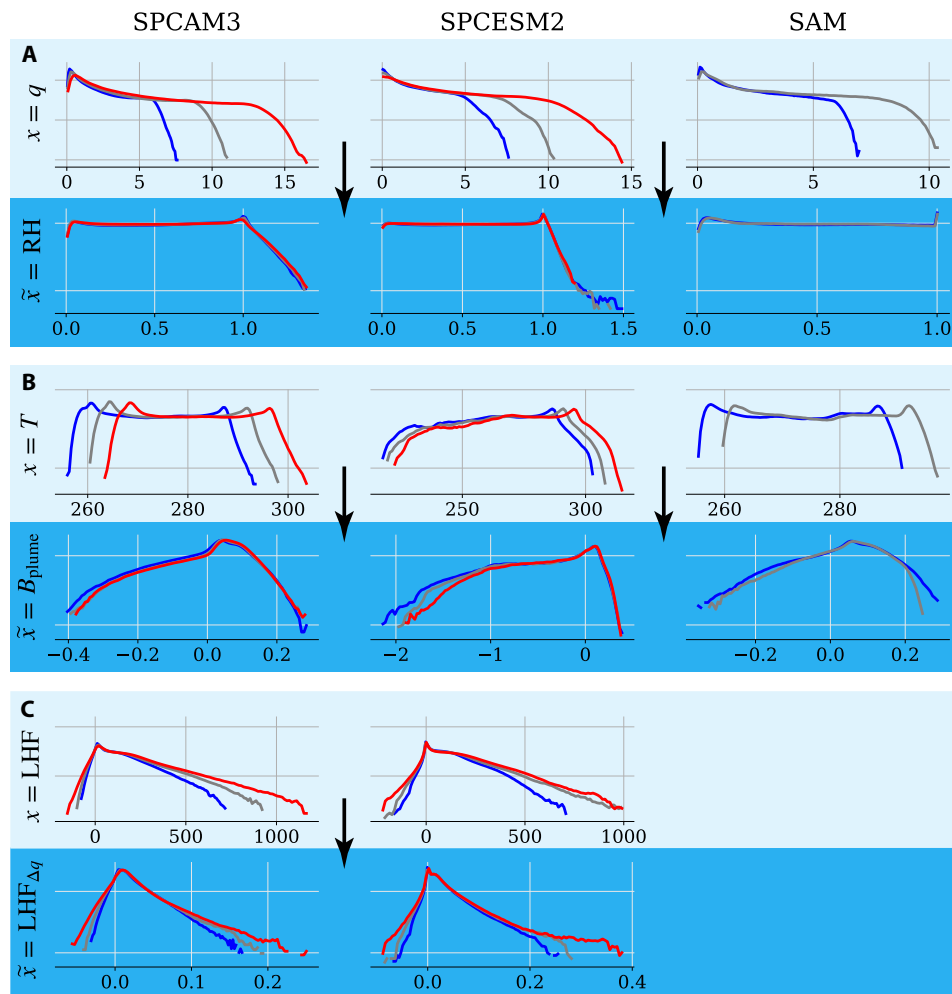 SPCAM3 SPCESM2 SAM
A
x = q
0 5 10 15 0 5 10 15 0 5 10
x̃ = RH
0.0 0.5 1.0 0.0 0.5 1.0 1.5 0.0 0.5 1.0
B
x = T
260 280 300 250 300 260 280
x̃ = B_plume
−0.4 −0.2 0.0 0.2 −2 −1 0 −0.2 0.0 0.2
C
x = LHF
0 500 1000 0 500 1000
x̃ = LHF_Δq
0.0 0.1 0.2 0.0 0.2 0.4